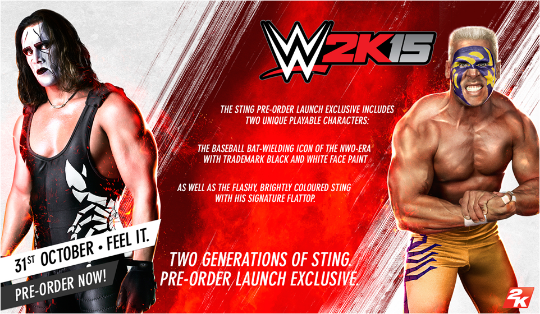 W 2K15
THE STING PRE-ORDER LAUNCH EXCLUSIVE INCLUDES
TWO UNIQUE PLAYABLE CHARACTERS:
THE BASEBALL BAT-WIELDING ICON OF THE NWO-ERA
WITH TRADEMARK BLACK AND WHITE FACE PAINT
AS WELL AS THE FLASHY, BRIGHTLY COLOURED STING
WITH HIS SIGNATURE FLATTOP.
31ST OCTOBER • FEEL IT.
PRE-ORDER NOW!
TWO GENERATIONS OF STING.
PRE-ORDER LAUNCH EXCLUSIVE.
2K